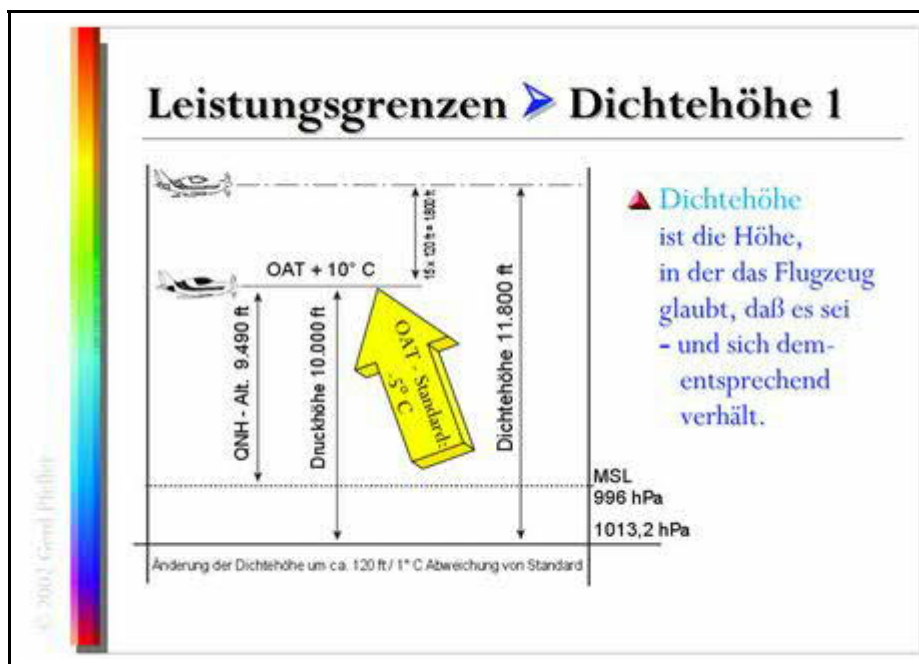 Leistungsgrenzen ➢ Dichtehöhe 1
15 x 120 ft = 1.800 ft
OAT + 10° C
QNH - Alt. 9.490 ft
Druckhöhe 10.000 ft
OAT - Standard:
-5° C
Dichtehöhe 11.800 ft
MSL
996 hPa
1013,2 hPa
Änderung der Dichtehöhe um ca. 120 ft / 1° C Abweichung von Standard
Dichtehöhe
ist die Höhe,
in der das Flugzeug
glaubt, daß es sei
- und sich dem-
entsprechend
verhält.
© 2002 Gerd Pfeffer